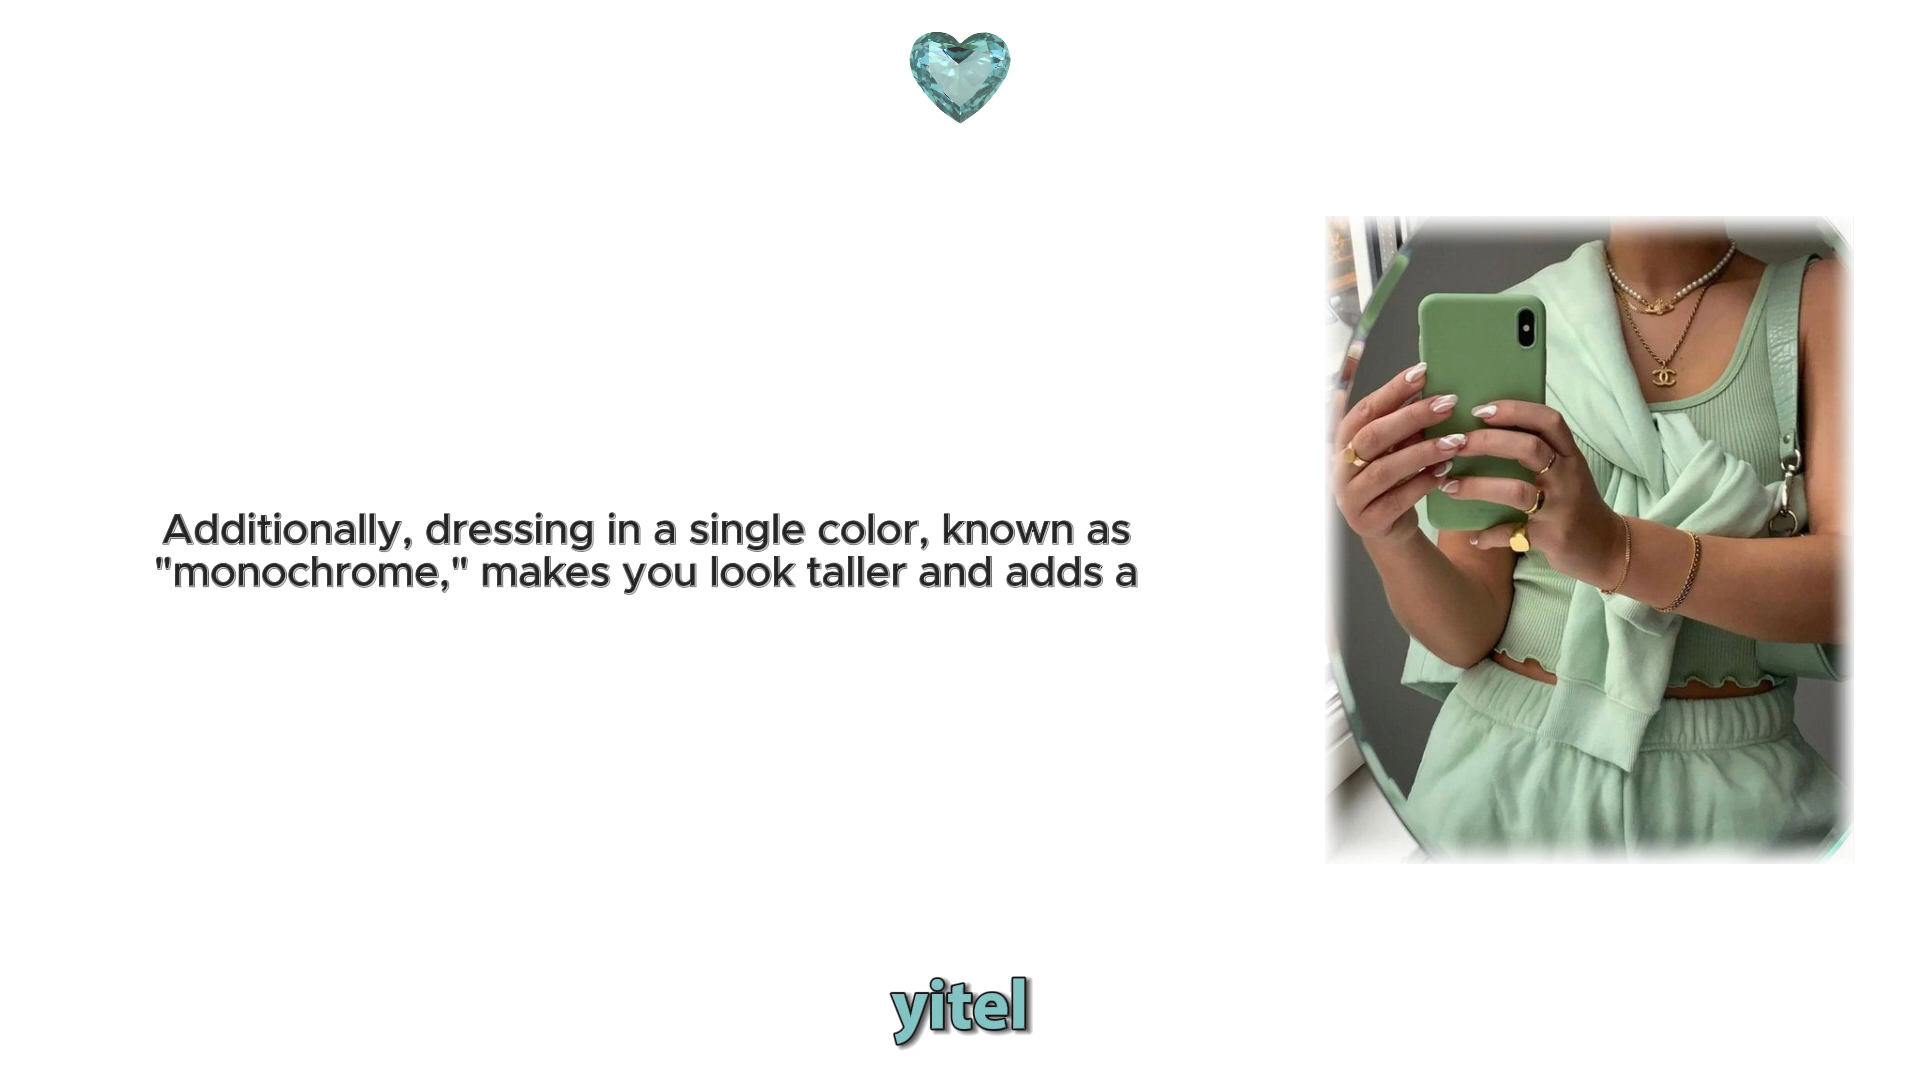 Additionally, dressing in a single color, known as
"monochrome," makes you look taller and adds a
yitel